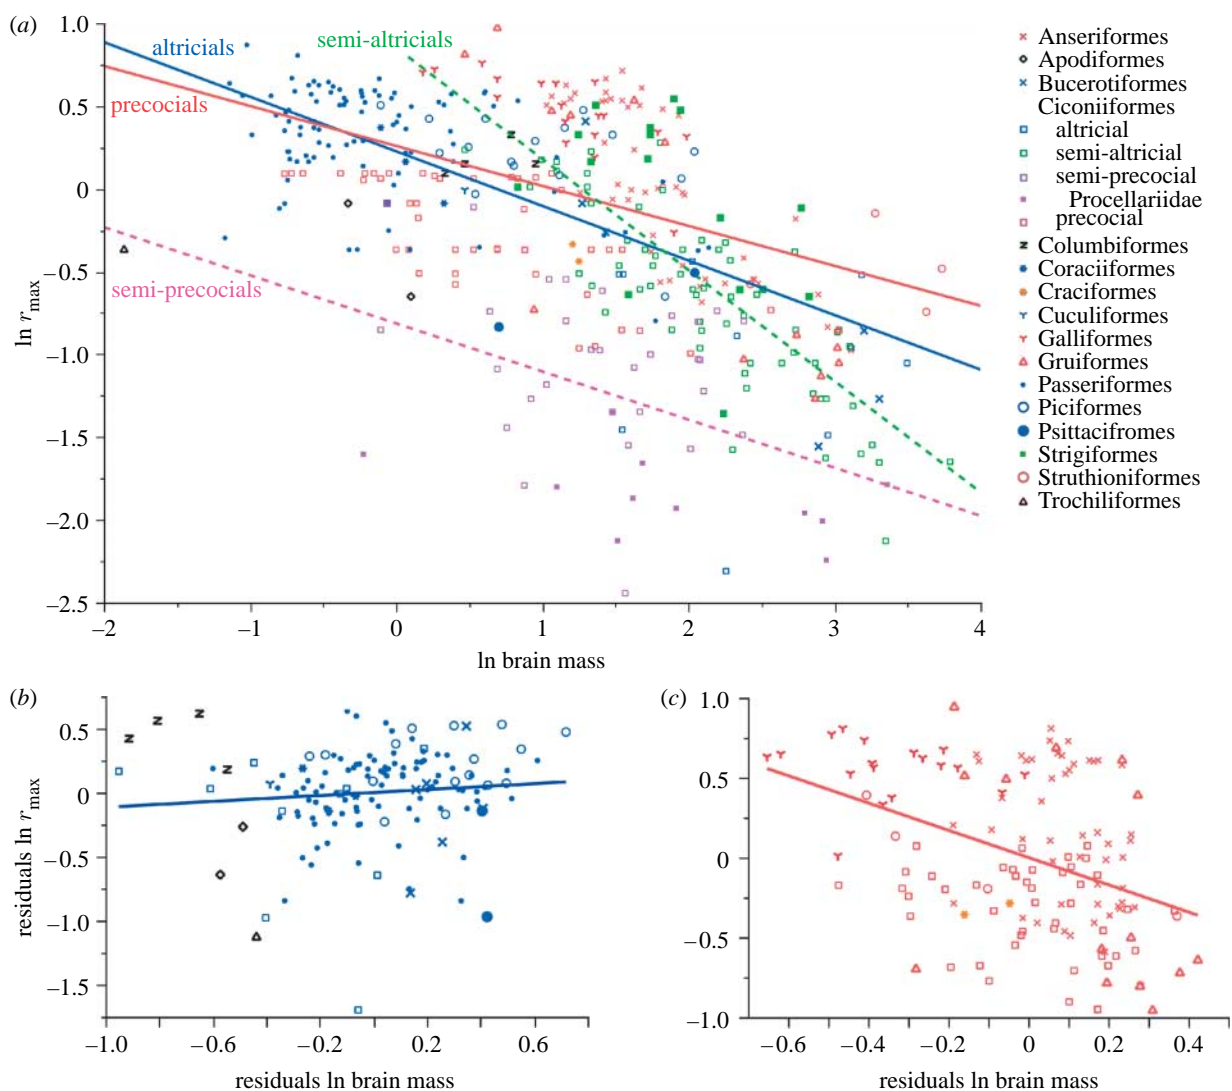 (a)
1.0
0.5
0
−0.5
−1.0
−1.5
−2.0
−2.5
ln rmax
altricials
semi-altricials
precocials
semi-precocials
−2
−1
0
1
2
3
4
ln brain mass
Anseriformes
Apodiformes
Bucerotiformes
Ciconiiformes
altricial
semi-altricial
semi-precocial
Procellariidae
precocial
Columbiformes
Coraciiformes
Craciformes
Cuculiformes
Galliformes
Gruiformes
Passeriformes
Piciformes
Psittacifromes
Strigiformes
Struthioniformes
Trochiliformes
(b)
0.5
0
−0.5
−1.0
−1.5
residuals ln rmax
−1.0
−0.6
−0.2
0.2
0.6
residuals ln brain mass
(c)
1.0
0.5
0
−0.5
−1.0
−0.6
−0.4
−0.2
0
0.2
0.4
residuals ln brain mass